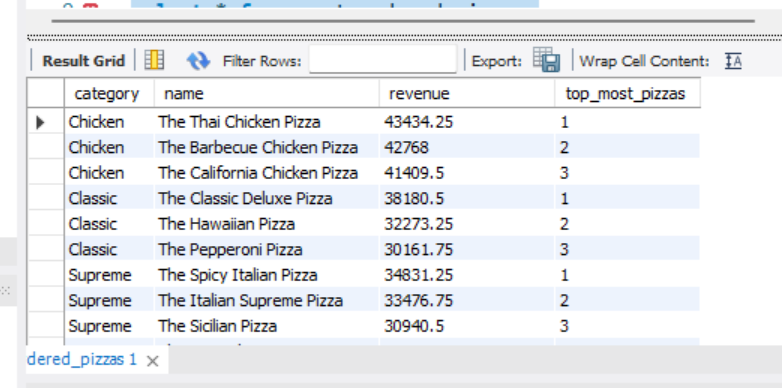 Result Grid Filter Rows: Export: Wrap Cell Content:
category name revenue top_most_pizzas
Chicken The Thai Chicken Pizza 43434.25 1
Chicken The Barbecue Chicken Pizza 42768 2
Chicken The California Chicken Pizza 41409.5 3
Classic The Classic Deluxe Pizza 38180.5 1
Classic The Hawaiian Pizza 32273.25 2
Classic The Pepperoni Pizza 30161.75 3
Supreme The Spicy Italian Pizza 34831.25 1
Supreme The Italian Supreme Pizza 33476.75 2
Supreme The Sicilian Pizza 30940.5 3
dered_pizzas 1